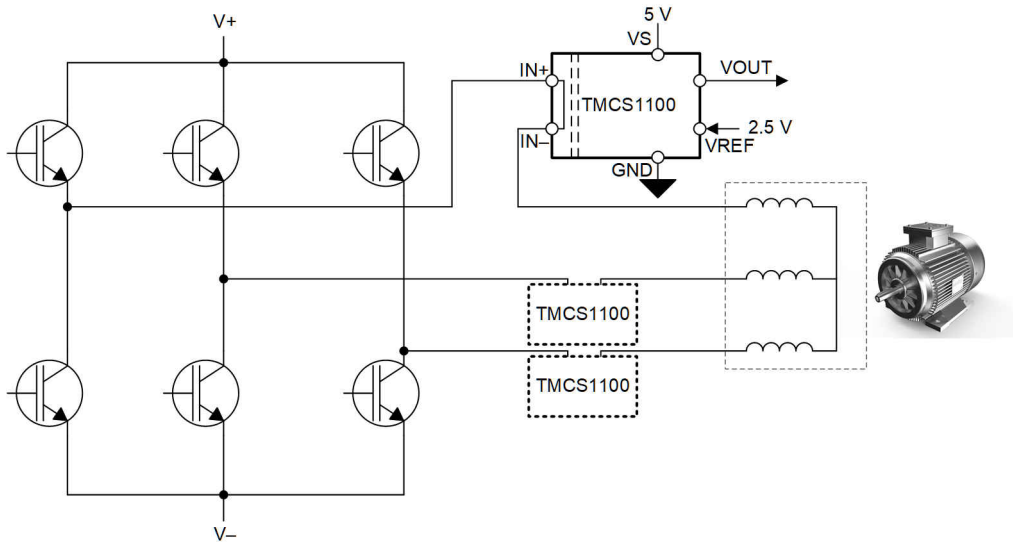 V+
5 V
VS
IN+
TMCS1100
VOUT
2.5 V
IN–
VREF
GND
TMCS1100
TMCS1100
V–